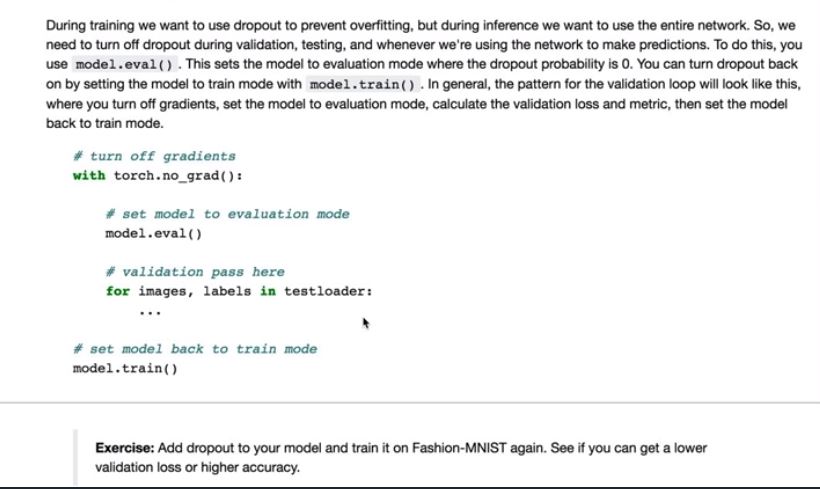 During training we want to use dropout to prevent overfitting, but during inference we want to use the entire network. So, we
need to turn off dropout during validation, testing, and whenever we're using the network to make predictions. To do this, you
use model.eval() . This sets the model to evaluation mode where the dropout probability is 0. You can turn dropout back
on by setting the model to train mode with model.train() . In general, the pattern for the validation loop will look like this,
where you turn off gradients, set the model to evaluation mode, calculate the validation loss and metric, then set the model
back to train mode.
# turn off gradients
with torch.no_grad():
# set model to evaluation mode
model.eval()
# validation pass here
for images, labels in testloader:
...
# set model back to train mode
model.train()
Exercise: Add dropout to your model and train it on Fashion-MNIST again. See if you can get a lower
validation loss or higher accuracy.